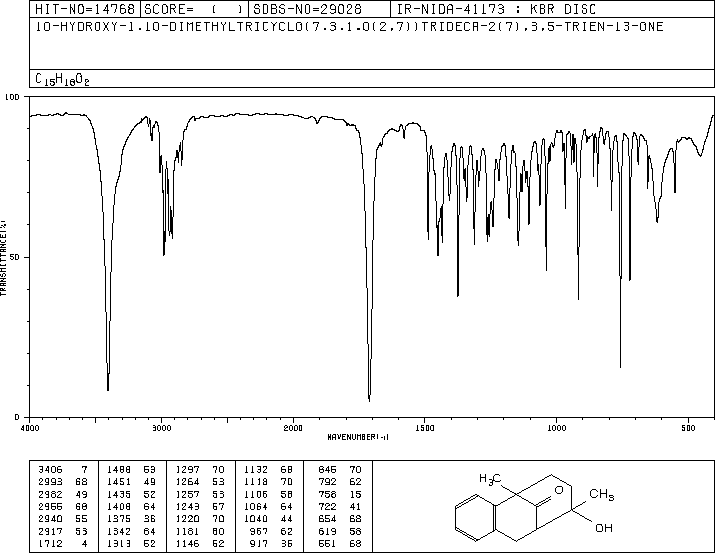 HIT-NO=14768 SCORE= ( ) SDBS-NO=29028 IR-NIDA-41173 : KBR DISC
10-HYDROXY-1,10-DIMETHYLTRICYCLO(7.3.1.0(2,7))TRIDECA-2(7),3,5-TRIEN-13-ONE
C15H18O2
100
50
0
TRANSMITTANCE(%)
4000 3000 2000 1500 1000 500
WAVENUMBER(-1)
3406 7 1488 53 1297 70 1132 68 845 70
2993 68 1451 49 1264 53 1118 70 792 62
2982 49 1435 52 1257 53 1106 58 758 15
2966 60 1408 64 1243 57 1064 64 722 41
2940 55 1375 36 1220 70 1040 44 654 68
2917 53 1342 64 1181 60 967 62 619 58
1712 4 1313 52 1146 52 917 36 551 68
H3C
O
CH3
OH